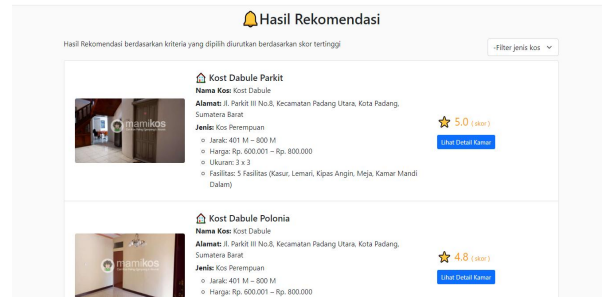 Hasil Rekomendasi
Hasil Rekomendasi berdasarkan kriteria yang dipilih diurutkan berdasarkan skor tertinggi
-Filter jenis kos
Kost Dabule Parkit
Nama Kos: Kost Dabule
Alamat: Jl. Parkit III No.8, Kecamatan Padang Utara, Kota Padang,
Sumatera Barat
Jenis: Kos Perempuan
Jarak: 401 M – 800 M
Harga: Rp. 600.001 – Rp. 800.000
Ukuran: 3 x 3
Fasilitas: 5 Fasilitas (Kasur, Lemari, Kipas Angin, Meja, Kamar Mandi
Dalam)
mamikos
5.0 ( skor )
Lihat Detail Kamar
Kost Dabule Polonia
Nama Kos: Kost Dabule
Alamat: Jl. Parkit III No.8, Kecamatan Padang Utara, Kota Padang,
Sumatera Barat
Jenis: Kos Perempuan
Jarak: 401 M – 800 M
Harga: Rp. 600.001 – Rp. 800.000
mamikos
4.8 ( skor )
Lihat Detail Kamar